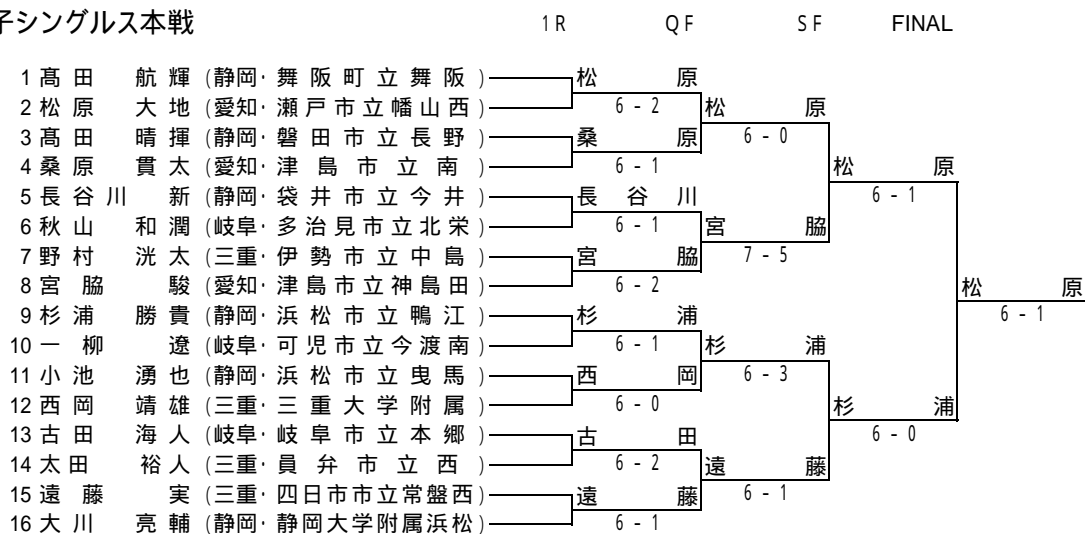 子シングルス本戦 1R QF SF FINAL
1 髙田 航輝 (静岡・舞阪町立舞阪) 松原
2 松原 大地 (愛知・瀬戸市立幡山西) 6-2 松原
3 髙田 晴揮 (静岡・磐田市立長野) 桑原 6-0
4 桑原 貫太 (愛知・津島市立南) 6-1 松原
5 長谷川 新 (静岡・袋井市立今井) 長谷川 6-1
6 秋山 和潤 (岐阜・多治見市立北栄) 6-1 宮脇
7 野村 洸太 (三重・伊勢市立中島) 宮脇 7-5
8 宮脇 駿 (愛知・津島市立神島田) 6-2 松原
9 杉浦 勝貴 (静岡・浜松市立鴨江) 杉浦 6-1
10 一柳 遼 (岐阜・可児市立今渡南) 6-1 杉浦
11 小池 湧也 (静岡・浜松市立曳馬) 西岡 6-3
12 西岡 靖雄 (三重・三重大学附属) 6-0 杉浦
13 古田 海人 (岐阜・岐阜市立本郷) 古田 6-0
14 太田 裕人 (三重・員弁市立西) 6-2 遠藤
15 遠藤 実 (三重・四日市市立常盤西) 遠藤 6-1
16 大川 亮輔 (静岡・静岡大学附属浜松) 6-1